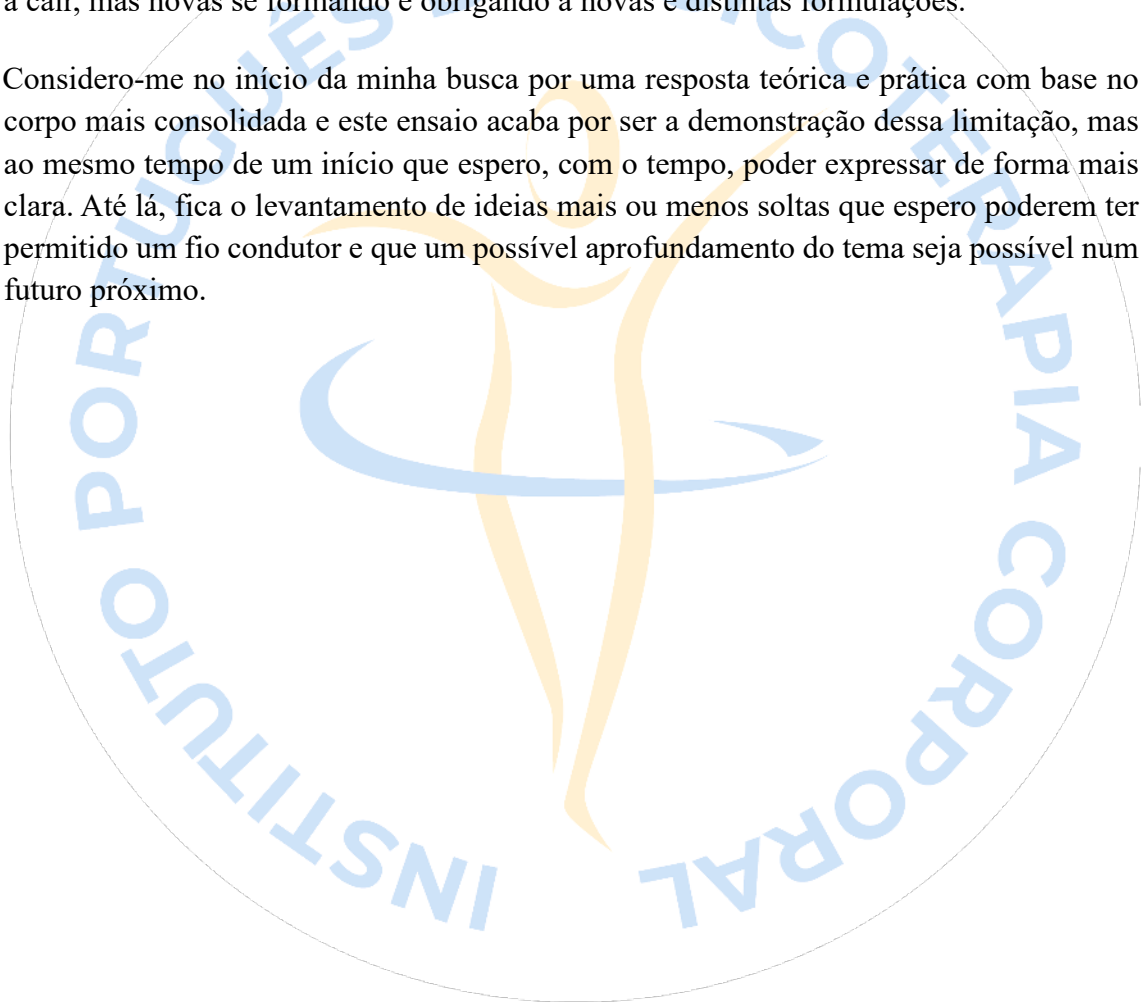 a cair, mas novas se formando e obrigando a novas e distintas formulações.
Considero-me no início da minha busca por uma resposta teórica e prática com base no
corpo mais consolidada e este ensaio acaba por ser a demonstração dessa limitação, mas
ao mesmo tempo de um início que espero, com o tempo, poder expressar de forma mais
clara. Até lá, fica o levantamento de ideias mais ou menos soltas que espero poderem ter
permitido um fio condutor e que um possível aprofundamento do tema seja possível num
futuro próximo.
INSTITUTO PORTUGUÊS COTERAPIA CORPORAL